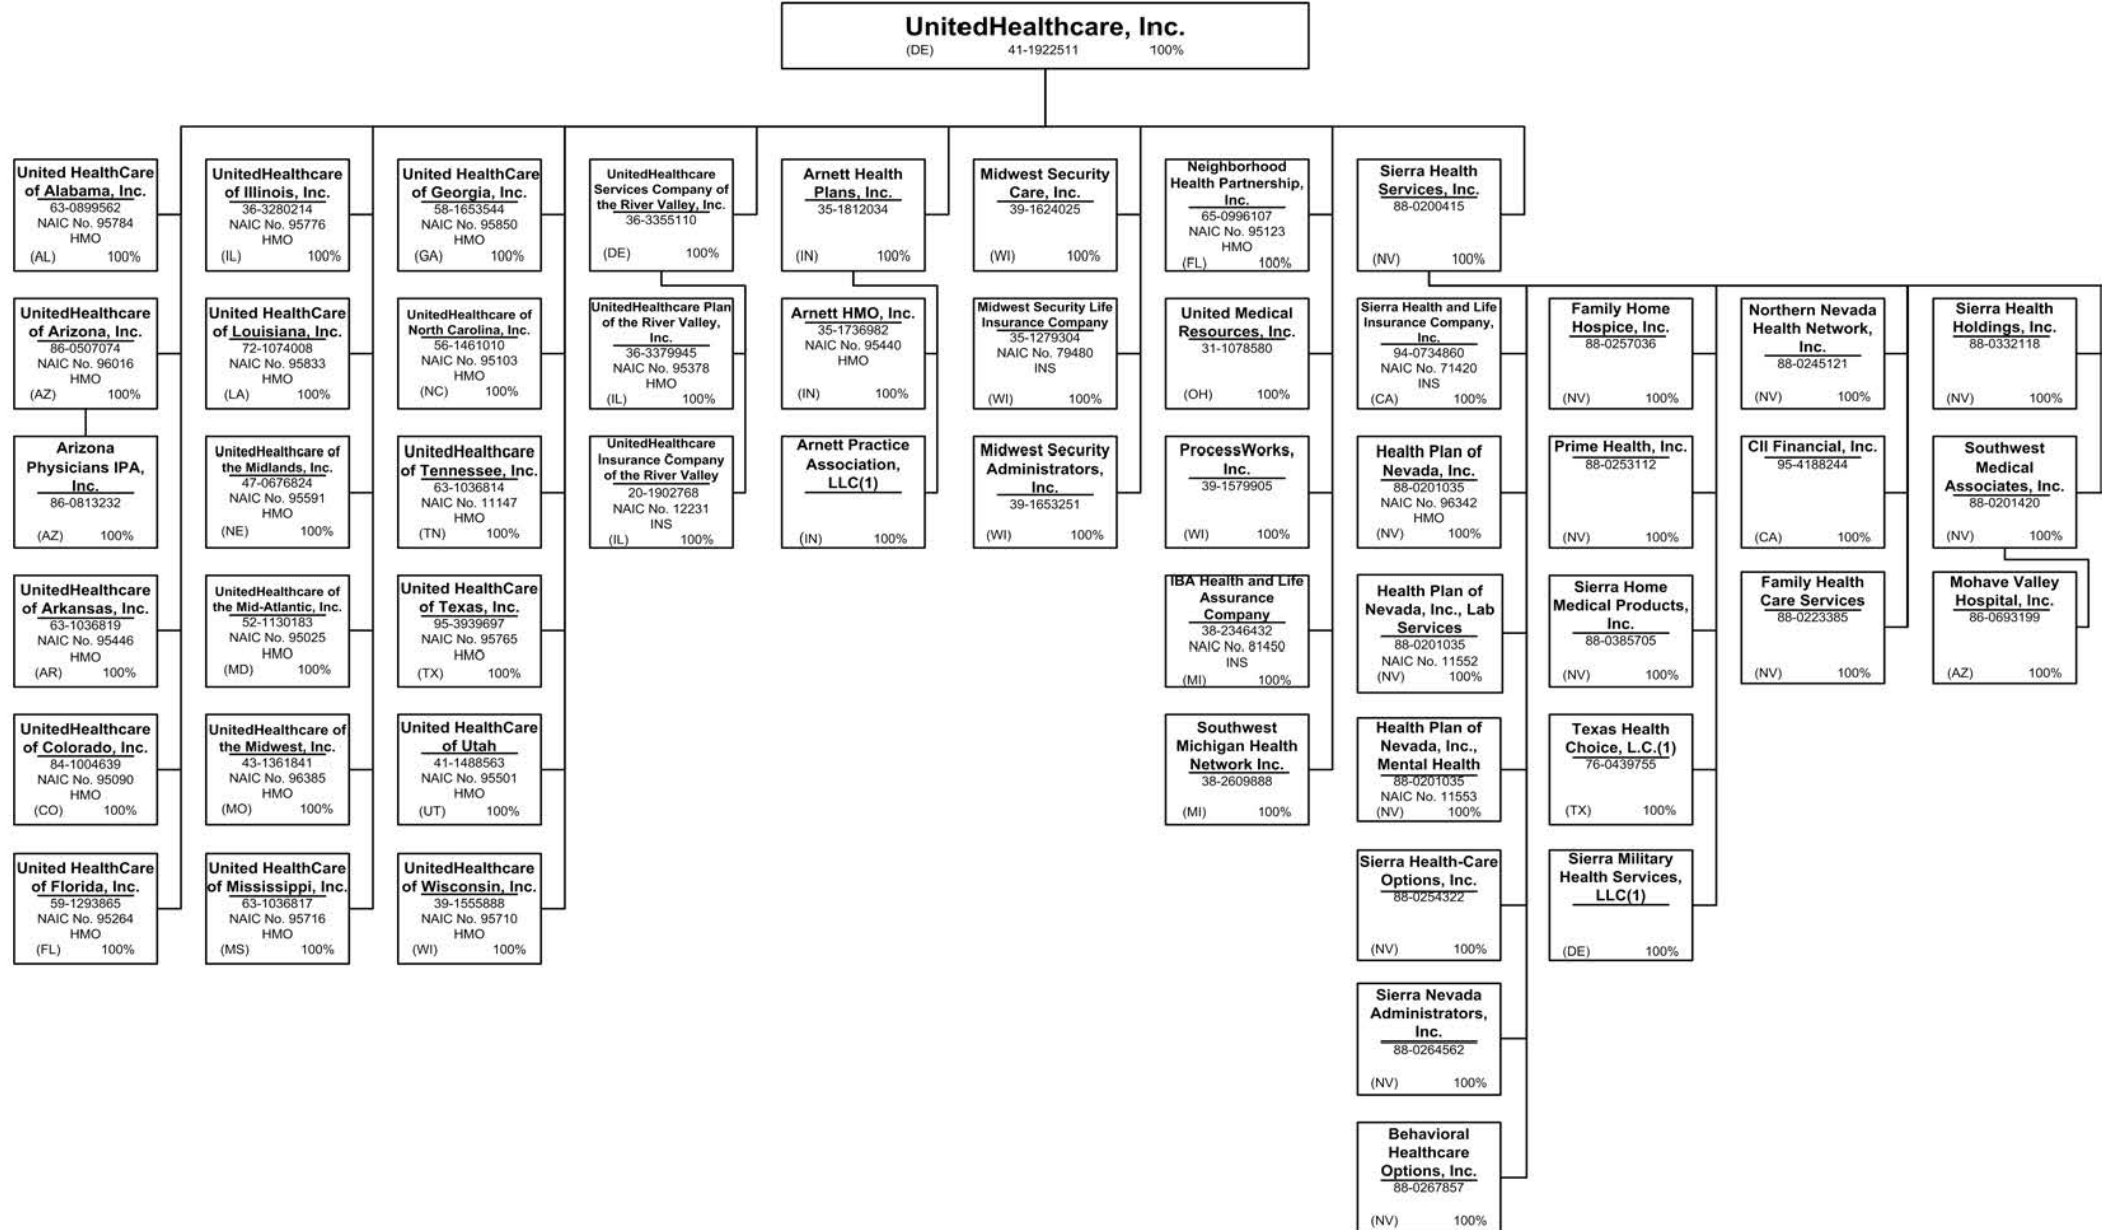 UnitedHealthcare, Inc.
(DE) 41-1922511 100%
United HealthCare
of Alabama, Inc.
63-0899562
NAIC No. 95784
HMO
(AL) 100%
UnitedHealthcare
of Arizona, Inc.
86-0507074
NAIC No. 96016
HMO
(AZ) 100%
Arizona
Physicians IPA,
Inc.
86-0813232
(AZ) 100%
UnitedHealthcare
of Arkansas, Inc.
63-1036819
NAIC No. 95446
HMO
(AR) 100%
UnitedHealthcare
of Colorado, Inc.
84-1004639
NAIC No. 95090
HMO
(CO) 100%
United HealthCare
of Florida, Inc.
59-1293865
NAIC No. 95264
HMO
(FL) 100%
UnitedHealthcare
of Illinois, Inc.
36-3280214
NAIC No. 95776
HMO
(IL) 100%
United HealthCare
of Louisiana, Inc.
72-1074008
NAIC No. 95833
HMO
(LA) 100%
UnitedHealthcare of
the Midlands, Inc.
47-0676824
NAIC No. 95591
HMO
(NE) 100%
UnitedHealthcare of
the Mid-Atlantic, Inc.
52-1130183
NAIC No. 95025
HMO
(MD) 100%
UnitedHealthcare of
the Midwest, Inc.
43-1361841
NAIC No. 96385
HMO
(MO) 100%
United HealthCare
of Mississippi, Inc.
63-1036817
NAIC No. 95716
HMO
(MS) 100%
United HealthCare
of Georgia, Inc.
58-1653544
NAIC No. 95850
HMO
(GA) 100%
UnitedHealthcare of
North Carolina, Inc.
56-1461010
NAIC No. 95103
HMO
(NC) 100%
UnitedHealthcare
of Tennessee, Inc.
63-1036814
NAIC No. 11147
HMO
(TN) 100%
United HealthCare
of Texas, Inc.
95-3939697
NAIC No. 95765
HMO
(TX) 100%
United HealthCare
of Utah
41-1488563
NAIC No. 95501
HMO
(UT) 100%
UnitedHealthcare
of Wisconsin, Inc.
39-1555888
NAIC No. 95710
HMO
(WI) 100%
UnitedHealthcare
Services Company of
the River Valley, Inc.
36-3355110
(DE) 100%
UnitedHealthcare Plan
of the River Valley,
Inc.
36-3379945
NAIC No. 95378
HMO
(IL) 100%
UnitedHealthcare
Insurance Company
of the River Valley
20-1902768
NAIC No. 12231
INS
(IL) 100%
Arnett Health
Plans, Inc.
35-1812034
(IN) 100%
Arnett HMO, Inc.
35-1736982
NAIC No. 95440
HMO
(IN) 100%
Arnett Practice
Association,
LLC(1)
(IN) 100%
Midwest Security
Care, Inc.
39-1624025
(WI) 100%
Midwest Security Life
Insurance Company
35-1279304
NAIC No. 79480
INS
(WI) 100%
Midwest Security
Administrators,
Inc.
39-1653251
(WI) 100%
Neighborhood
Health Partnership,
Inc.
65-0996107
NAIC No. 95123
HMO
(FL) 100%
United Medical
Resources, Inc.
31-1078580
(OH) 100%
ProcessWorks,
Inc.
39-1579905
(WI) 100%
IBA Health and Life
Assurance
Company
38-2346432
NAIC No. 81450
INS
(MI) 100%
Southwest
Michigan Health
Network Inc.
38-2609888
(MI) 100%
Sierra Health
Services, Inc.
88-0200415
(NV) 100%
Sierra Health and Life
Insurance Company,
Inc.
94-0734860
NAIC No. 71420
INS
(CA) 100%
Health Plan of
Nevada, Inc.
88-0201035
NAIC No. 96342
HMO
(NV) 100%
Health Plan of
Nevada, Inc., Lab
Services
88-0201035
NAIC No. 11552
(NV) 100%
Health Plan of
Nevada, Inc.,
Mental Health
88-0201035
NAIC No. 11553
(NV) 100%
Sierra Health-Care
Options, Inc.
88-0254322
(NV) 100%
Sierra Nevada
Administrators,
Inc.
88-0264562
(NV) 100%
Behavioral
Healthcare
Options, Inc.
88-0267857
(NV) 100%
Family Home
Hospice, Inc.
88-0257036
(NV) 100%
Prime Health, Inc.
88-0253112
(NV) 100%
Sierra Home
Medical Products,
Inc.
88-0385705
(NV) 100%
Texas Health
Choice, L.C.(1)
76-0439755
(TX) 100%
Sierra Military
Health Services,
LLC(1)
(DE) 100%
Northern Nevada
Health Network,
Inc.
88-0245121
(NV) 100%
CII Financial, Inc.
95-4188244
(CA) 100%
Family Health
Care Services
88-0223385
(NV) 100%
Sierra Health
Holdings, Inc.
88-0332118
(NV) 100%
Southwest
Medical
Associates, Inc.
88-0201420
(NV) 100%
Mohave Valley
Hospital, Inc.
86-0693199
(AZ) 100%